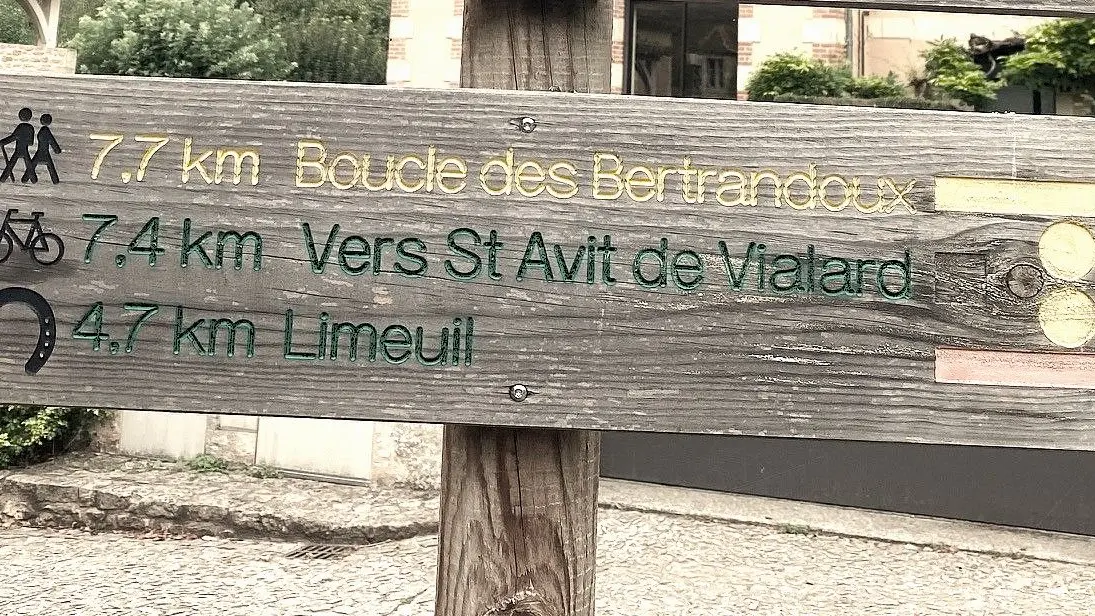 7.7 km Boucle des Bertrandoux
7.4 km Vers St Avit de Vialard
4.7 km Limeuil